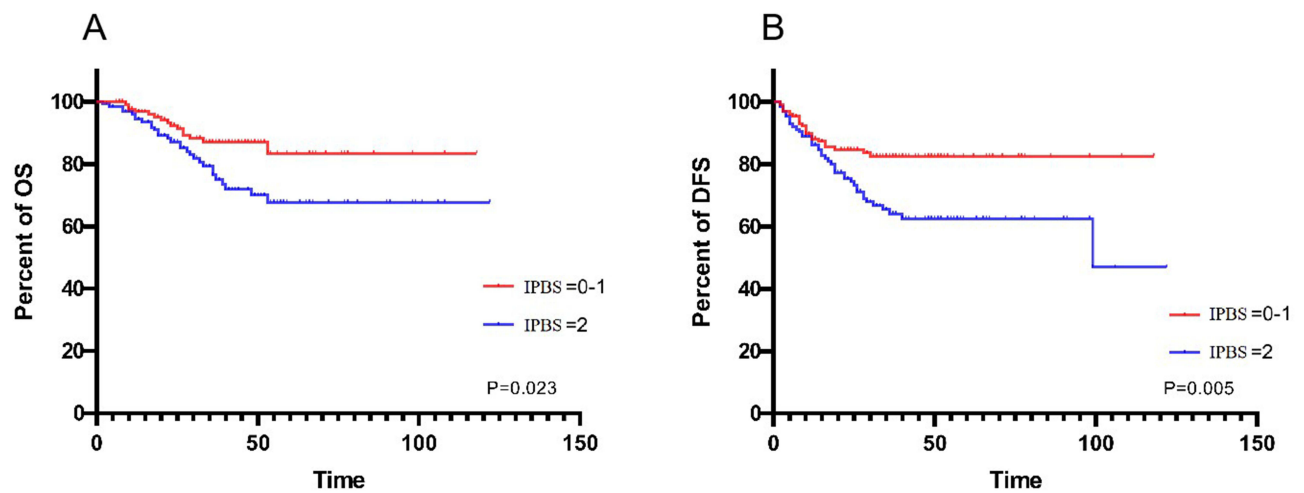 A
100
80
60
40
20
0
Percent of OS
IPBS=0-1
IPBS=2
P=0.023
0 50 100 150
Time
B
100
80
60
40
20
0
Percent of DFS
IPBS=0-1
IPBS=2
P=0.005
0 50 100 150
Time